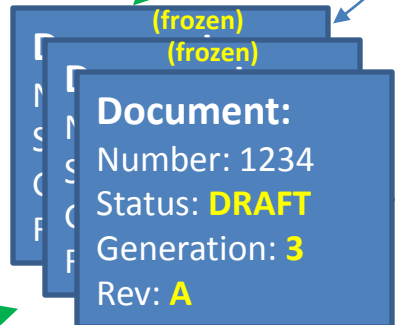 (frozen)
(frozen)
Document:
Number: 1234
Status: DRAFT
Generation: 3
Rev: A